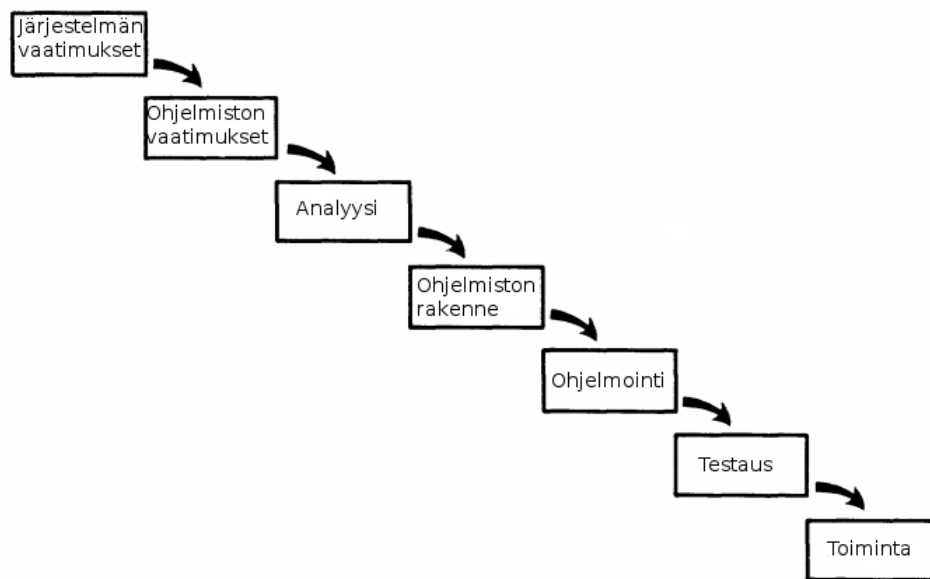 Järjestelmän
vaatimukset
Ohjelmiston
vaatimukset
Analyysi
Ohjelmiston
rakenne
Ohjelmointi
Testaus
Toiminta